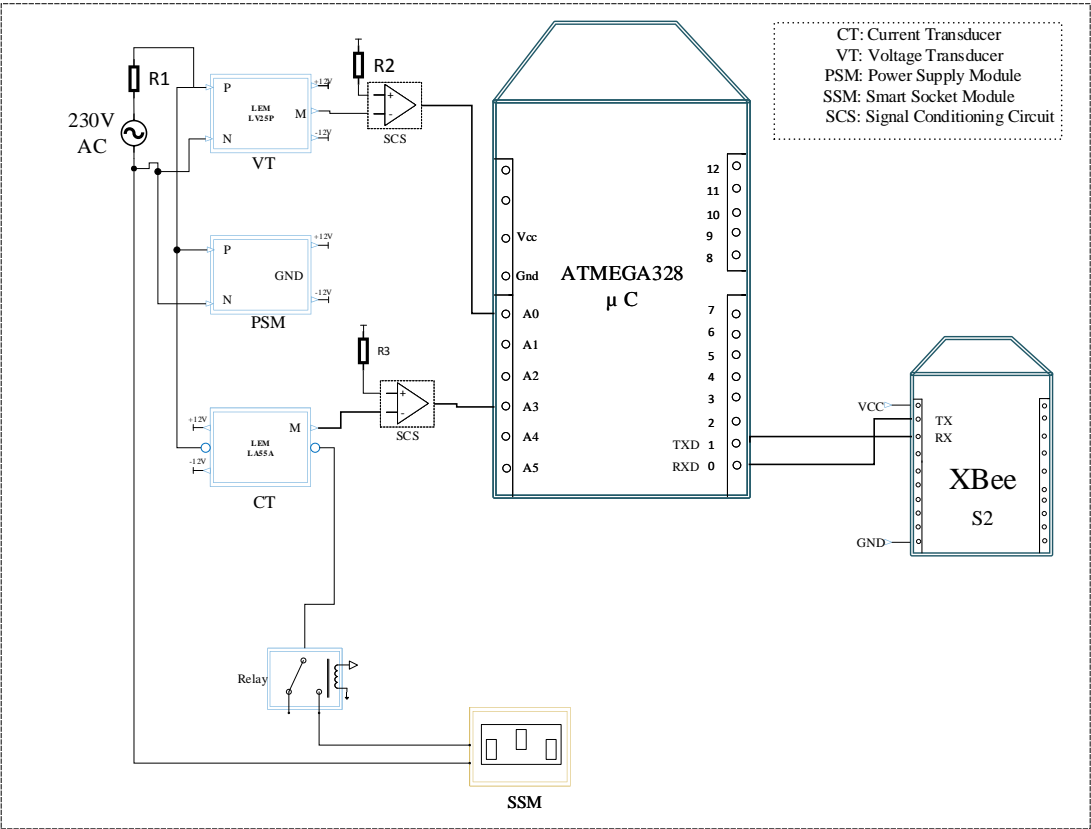 CT: Current Transducer
VT: Voltage Transducer
PSM: Power Supply Module
SSM: Smart Socket Module
SCS: Signal Conditioning Circuit
R1
230V
AC
P
N
LEM
LV25P
+12V
M
-12V
VT
R2
+
-
SCS
P
N
GND
+12V
-12V
PSM
R3
+
-
SCS
+12V
-12V
LEM
LA55A
M
CT
Relay
SSM
ATMEGA328
µ C
Vcc
Gnd
A0
A1
A2
A3
A4
A5
12
11
10
9
8
7
6
5
4
3
2
TXD 1
RXD 0
VCC
TX
RX
XBee
S2
GND